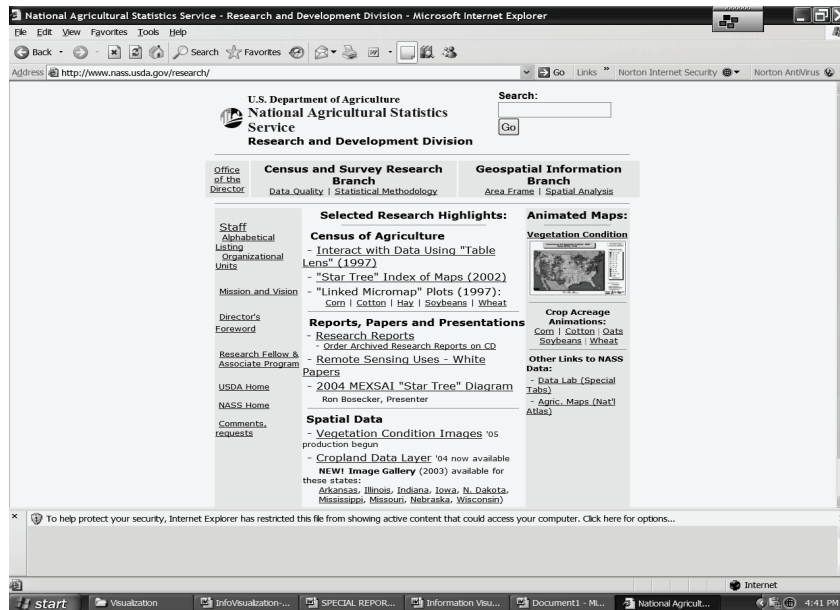 National Agricultural Statistics Service - Research and Development Division - Microsoft Internet Explorer
File Edit View Favorites Tools Help
Back Search Favorites
Address http://www.nass.usda.gov/research/ Go Links » Norton Internet Security Norton AntiVirus
U.S. Department of Agriculture
National Agricultural Statistics
Service
Research and Development Division
Search:
Go
Office
of the
Director
Census and Survey Research
Branch
Data Quality | Statistical Methodology
Geospatial Information
Branch
Area Frame | Spatial Analysis
Staff
Alphabetical
Listing
Organizational
Units
Mission and Vision
Director's
Foreword
Research Fellow &
Associate Program
USDA Home
NASS Home
Comments,
requests
Selected Research Highlights:
Census of Agriculture
- Interact with Data Using "Table
Lens" (1997)
- "Star Tree" Index of Maps (2002)
- "Linked Micromap" Plots (1997):
Corn | Cotton | Hay | Soybeans | Wheat
Reports, Papers and Presentations
- Research Reports
- Order Archived Research Reports on CD
- Remote Sensing Uses - White
Papers
- 2004 MEXSAI "Star Tree" Diagram
Ron Bosecker, Presenter
Spatial Data
- Vegetation Condition Images '05
production begun
- Cropland Data Layer '04 now available
NEW! Image Gallery (2003) available for
these states:
Arkansas, Illinois, Indiana, Iowa, N. Dakota,
Mississippi, Missouri, Nebraska, Wisconsin)
Animated Maps:
Vegetation Condition
Crop Acreage
Animations:
Corn | Cotton | Oats
Soybeans | Wheat
Other Links to NASS
Data:
- Data Lab (Special
Tabs)
- Agric. Maps (Nat'l
Atlas)
To help protect your security, Internet Explorer has restricted this file from showing active content that could access your computer. Click here for options...
Internet
start Visualization InfoVisualization-... SPECIAL REPOR... Information Visu... Document1 - Mi... National Agricult... 4:41 PM